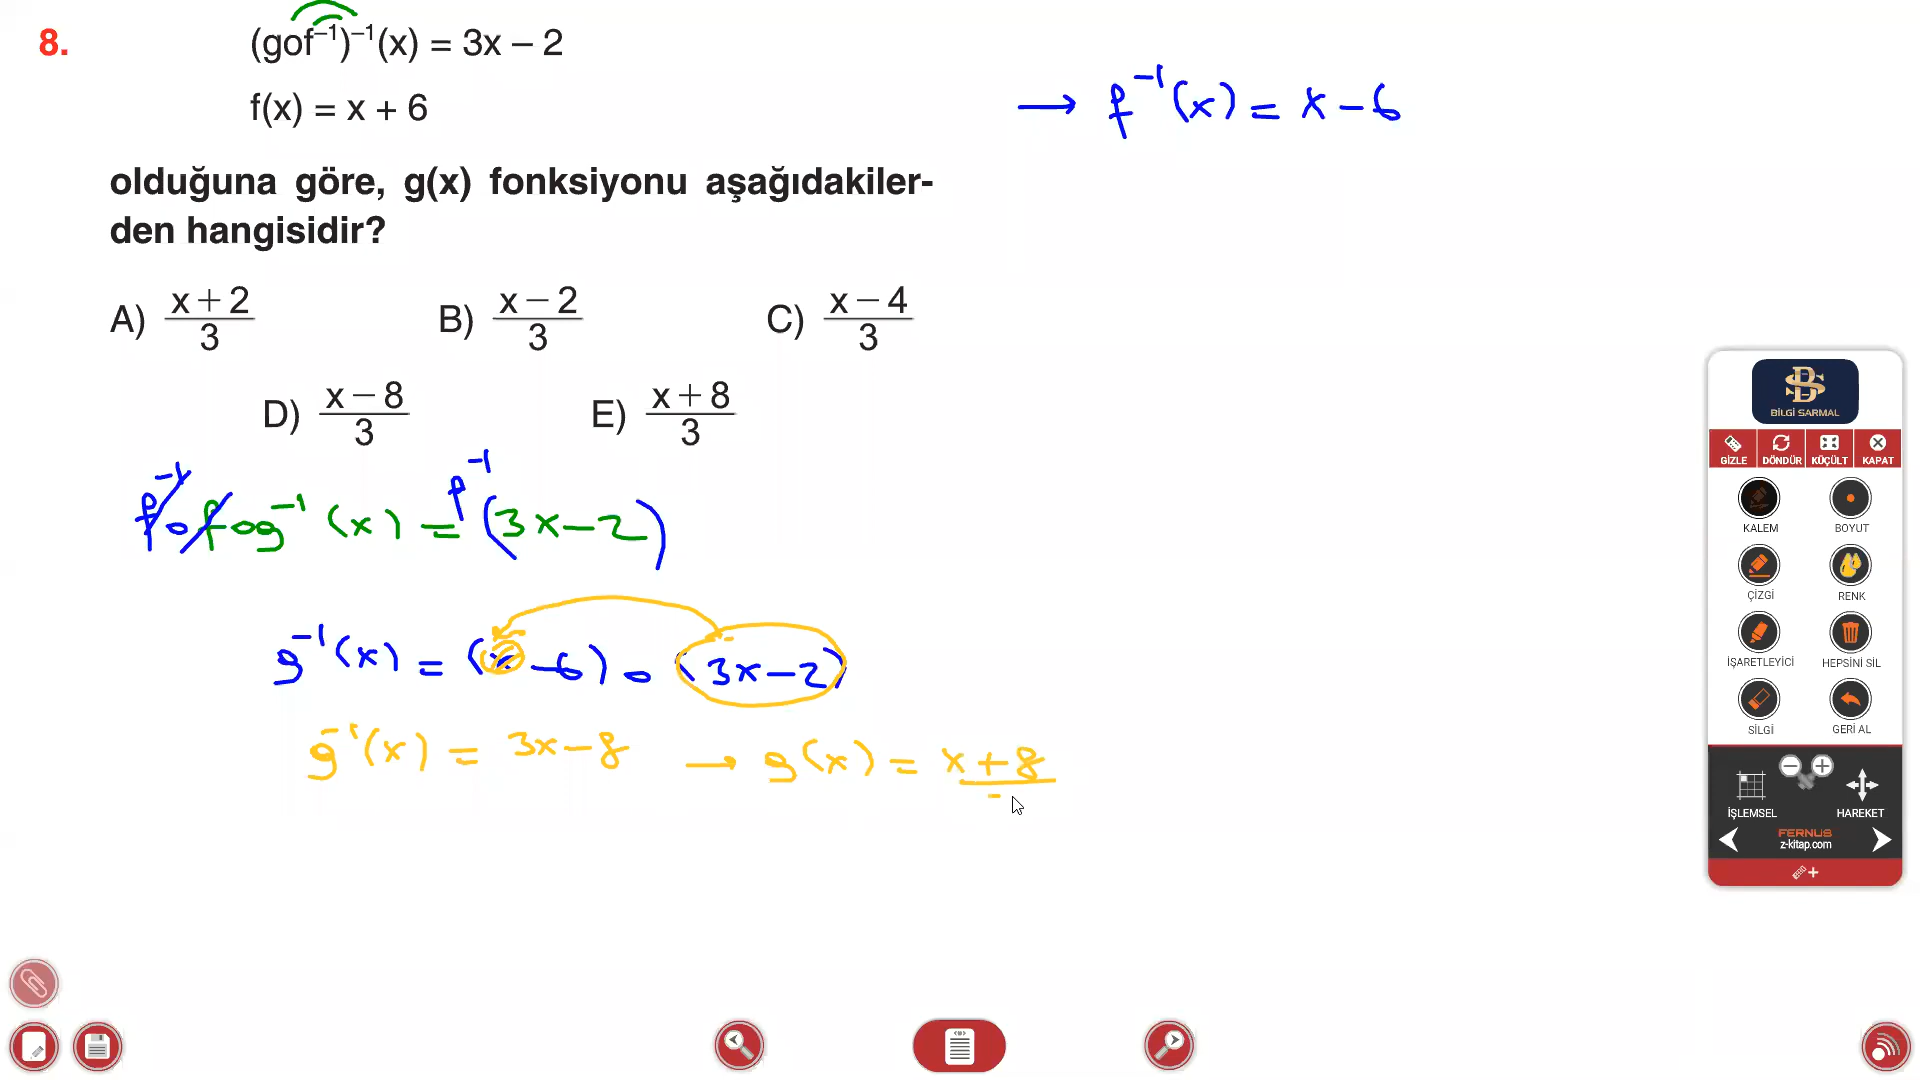 8.
(gof⁻¹)⁻¹(x) = 3x – 2
f(x) = x + 6
→ f⁻¹(x) = x – 6
olduğuna göre, g(x) fonksiyonu aşağıdakiler-
den hangisidir?
A) x + 2 / 3 B) x – 2 / 3 C) x – 4 / 3
D) x – 8 / 3 E) x + 8 / 3
f⁻¹ofog⁻¹(x) = f⁻¹(3x – 2)
g⁻¹(x) = (x – 6) o (3x – 2)
g⁻¹(x) = 3x – 8 → g(x) = x + 8
BİLGİ SARMAL
GİZLE DÖNDÜR KÜÇÜLT KAPAT
KALEM BOYUT
ÇİZGİ RENK
İŞARETLEYİCİ HEPSİNİ SİL
SİLGİ GERİ AL
İŞLEMSEL HAREKET
FERNUS
z-kitap.com